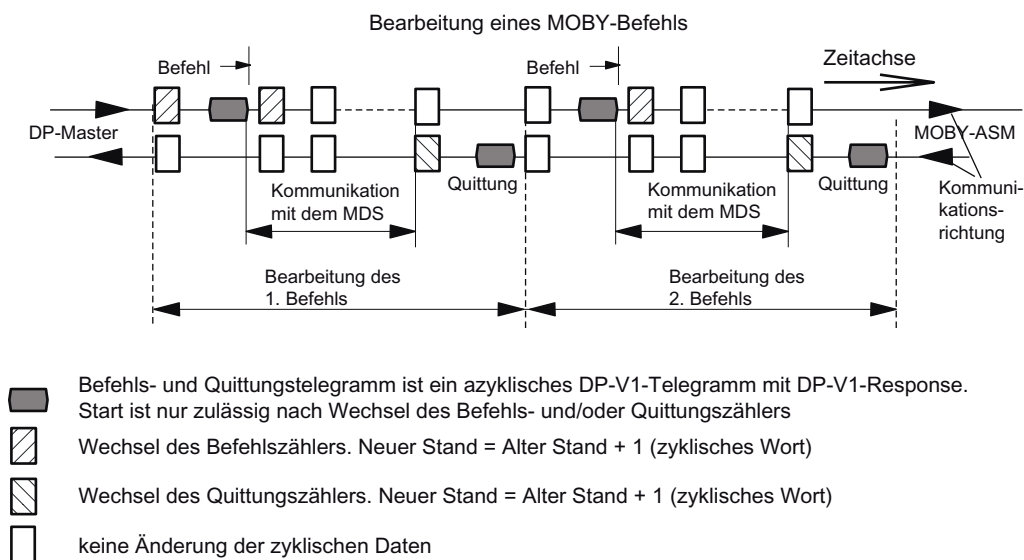 Bearbeitung eines MOBY-Befehls
Zeitachse
Befehl
Befehl
DP-Master
MOBY-ASM
Quittung
Quittung
Kommunikation
mit dem MDS
Kommunikation
mit dem MDS
Kommuni-
kations-
richtung
Bearbeitung des
1. Befehls
Bearbeitung des
2. Befehls
Befehls- und Quittungstelegramm ist ein azyklisches DP-V1-Telegramm mit DP-V1-Response.
Start ist nur zulässig nach Wechsel des Befehls- und/oder Quittungszählers
Wechsel des Befehlszählers. Neuer Stand = Alter Stand + 1 (zyklisches Wort)
Wechsel des Quittungszählers. Neuer Stand = Alter Stand + 1 (zyklisches Wort)
keine Änderung der zyklischen Daten